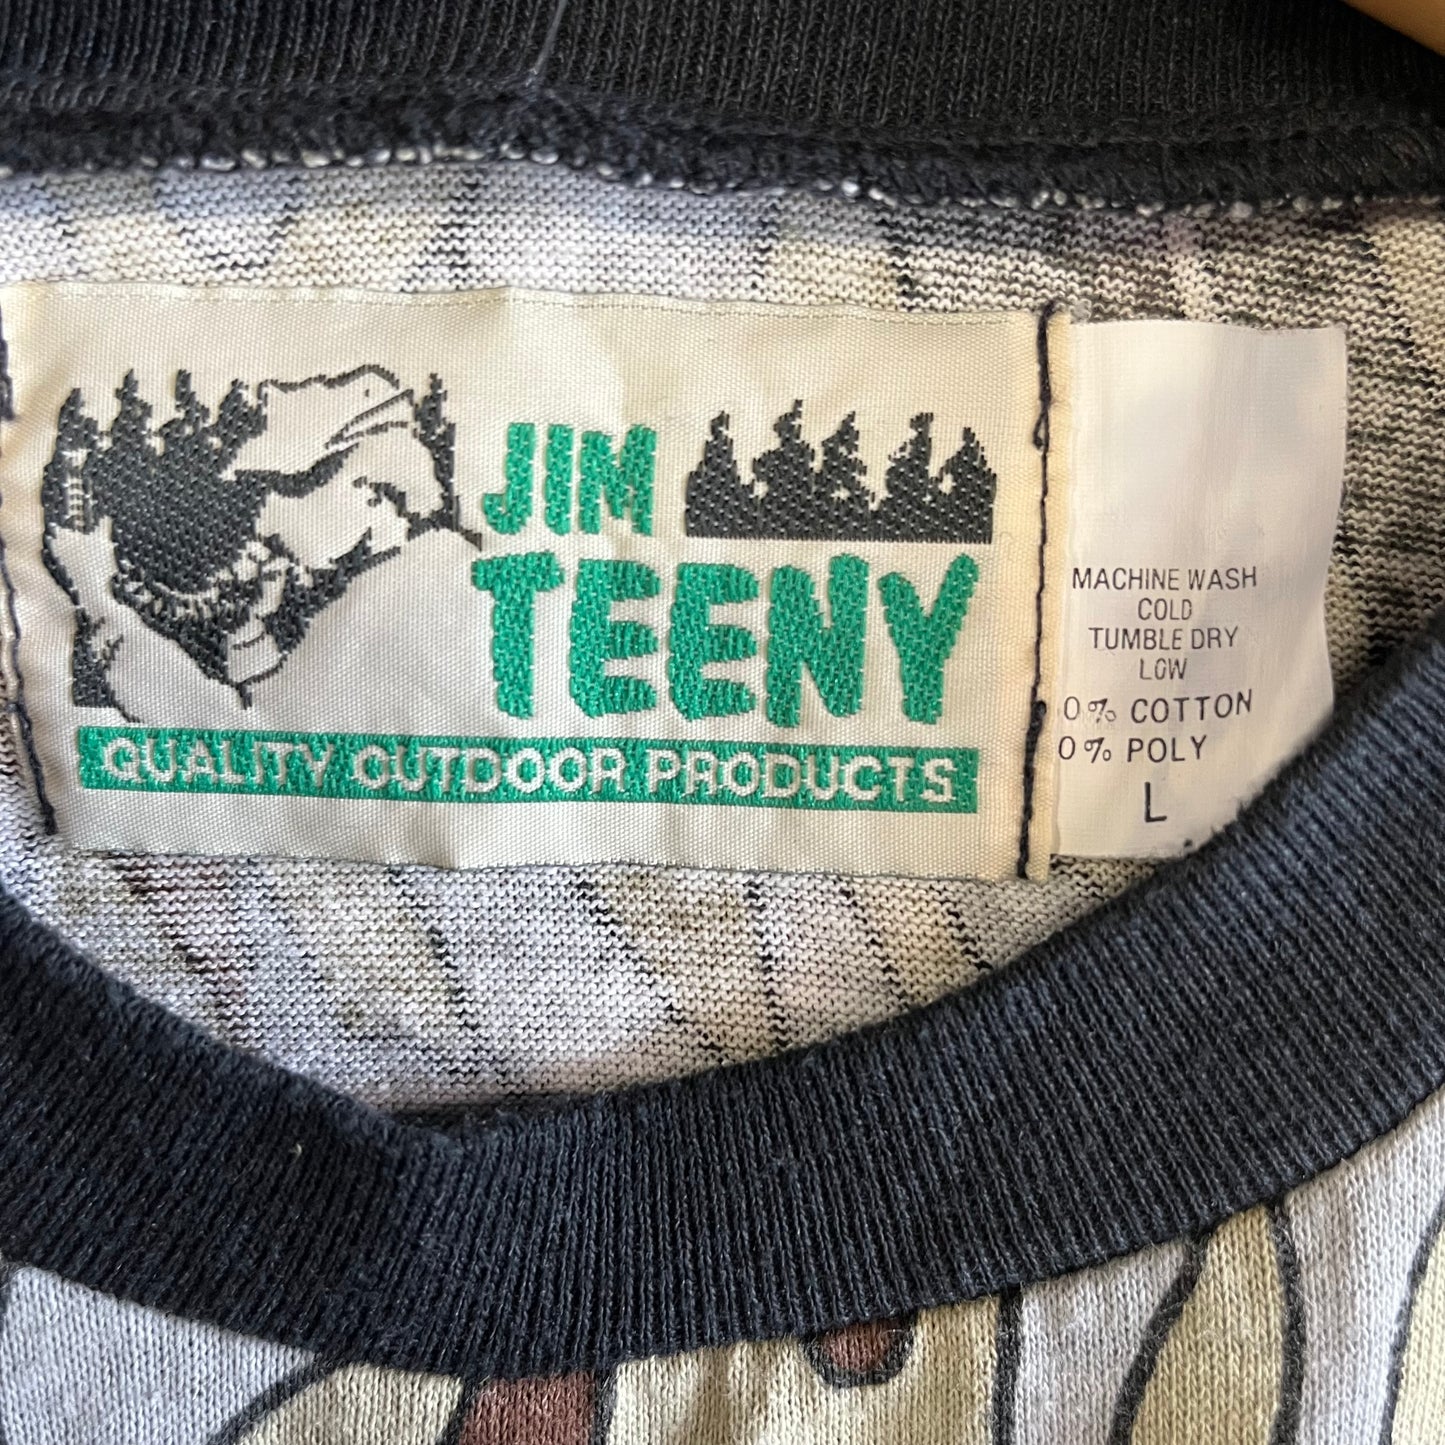 JIM
TEENY
QUALITY OUTDOOR PRODUCTS
MACHINE WASH
COLD
TUMBLE DRY
LOW
0% COTTON
0% POLY
L